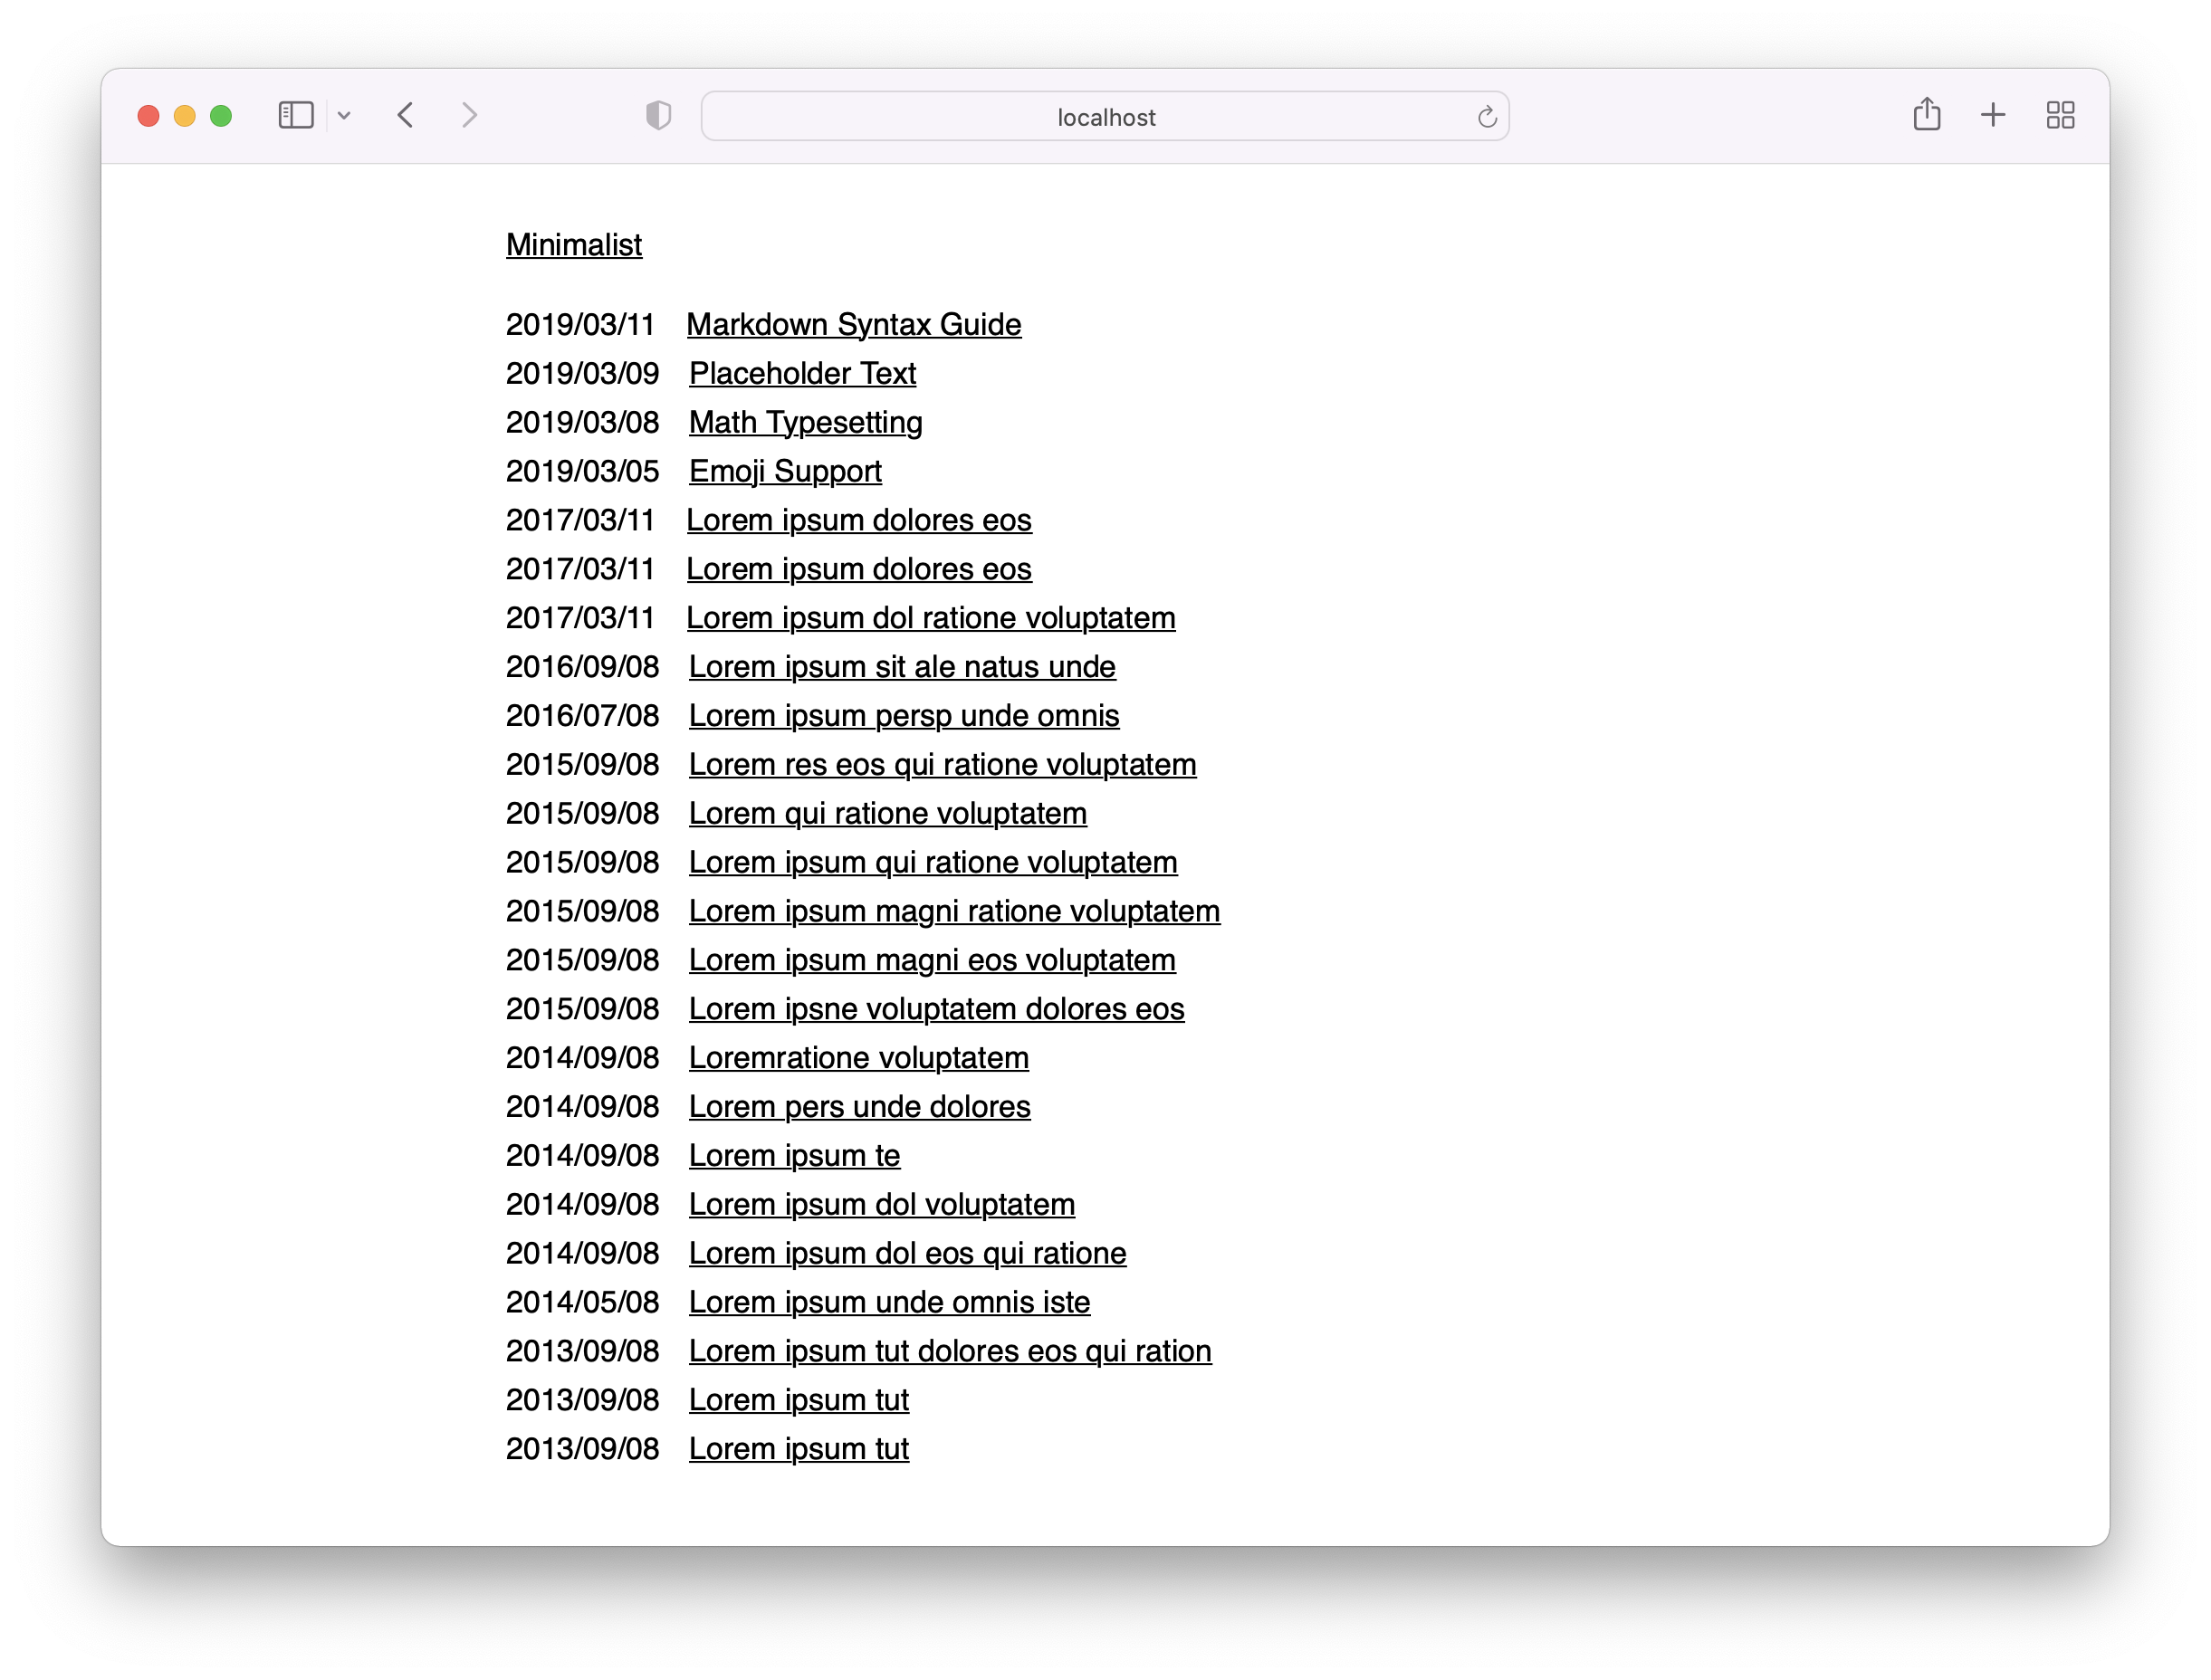 localhost
Minimalist
2019/03/11 Markdown Syntax Guide
2019/03/09 Placeholder Text
2019/03/08 Math Typesetting
2019/03/05 Emoji Support
2017/03/11 Lorem ipsum dolores eos
2017/03/11 Lorem ipsum dolores eos
2017/03/11 Lorem ipsum dol ratione voluptatem
2016/09/08 Lorem ipsum sit ale natus unde
2016/07/08 Lorem ipsum persp unde omnis
2015/09/08 Lorem res eos qui ratione voluptatem
2015/09/08 Lorem qui ratione voluptatem
2015/09/08 Lorem ipsum qui ratione voluptatem
2015/09/08 Lorem ipsum magni ratione voluptatem
2015/09/08 Lorem ipsum magni eos voluptatem
2015/09/08 Lorem ipsne voluptatem dolores eos
2014/09/08 Loremratione voluptatem
2014/09/08 Lorem pers unde dolores
2014/09/08 Lorem ipsum te
2014/09/08 Lorem ipsum dol voluptatem
2014/09/08 Lorem ipsum dol eos qui ratione
2014/05/08 Lorem ipsum unde omnis iste
2013/09/08 Lorem ipsum tut dolores eos qui ration
2013/09/08 Lorem ipsum tut
2013/09/08 Lorem ipsum tut